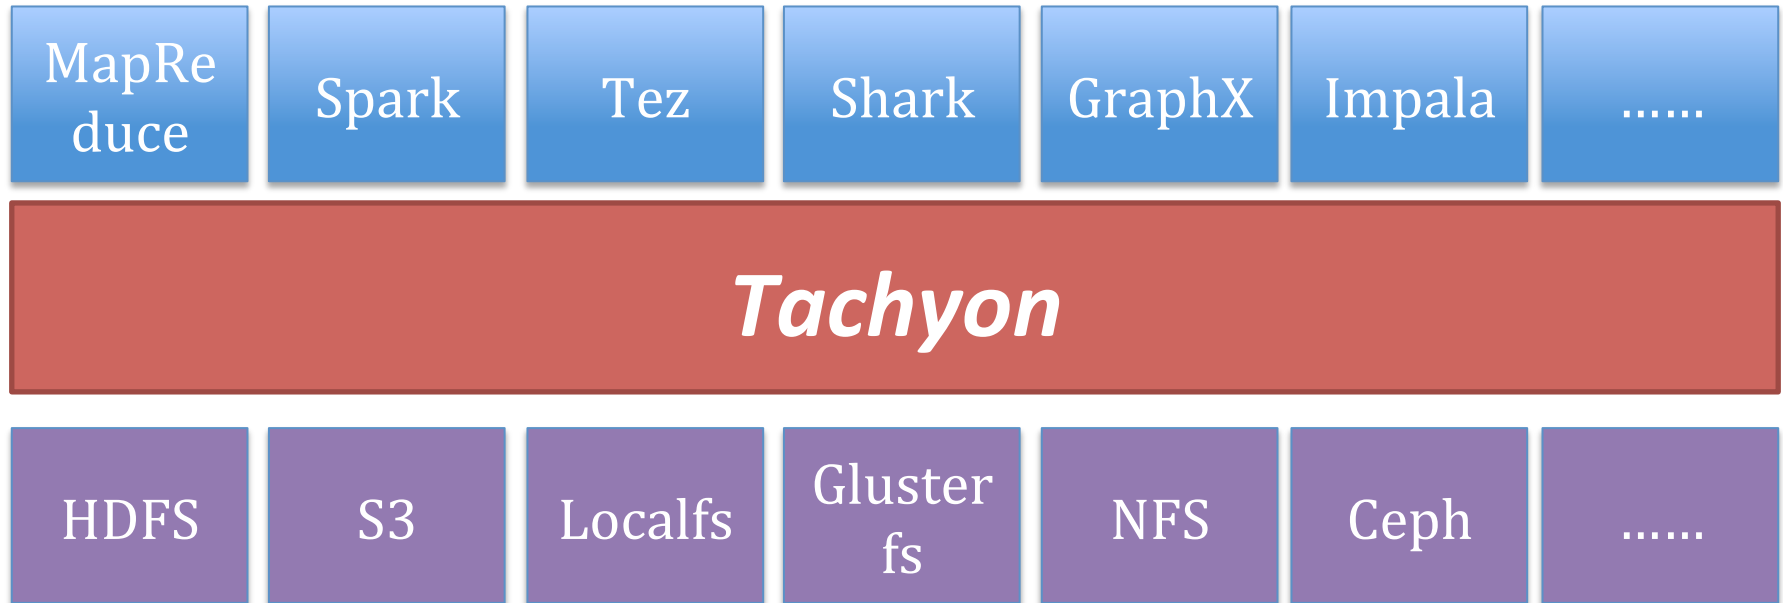 MapRe
duce
Spark
Tez
Shark
GraphX
Impala
......
Tachyon
HDFS
S3
Localfs
Gluster
fs
NFS
Ceph
......